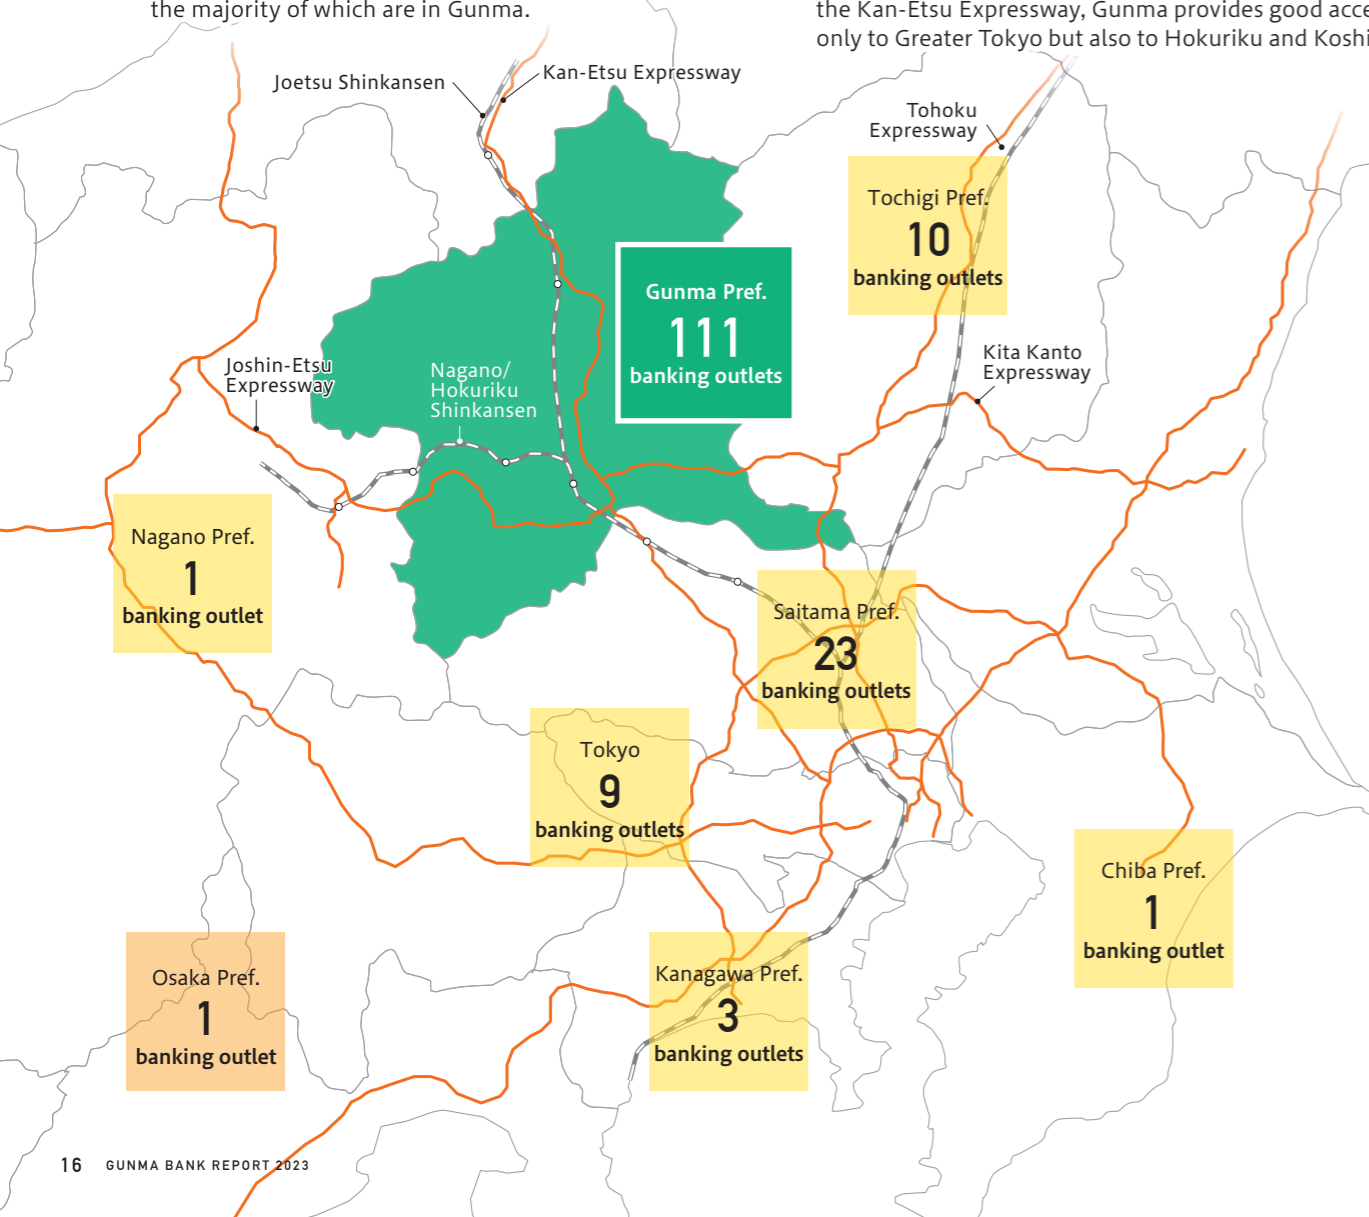 the majority of which are in Gunma.
the Kan-Etsu Expressway, Gunma provides good
only to Greater Tokyo but also to Hokuriku and
Joetsu Shinkansen
Kan-Etsu Expressway
Tohoku
Expressway
Tochigi Pref.
10
banking outlets
Gunma Pref.
111
banking outlets
Kita Kanto
Expressway
Joshin-Etsu
Expressway
Nagano/
Hokuriku
Shinkansen
Nagano Pref.
1
banking outlet
Saitama Pref.
23
banking outlets
Tokyo
9
banking outlets
Chiba Pref.
1
banking outlet
Osaka Pref.
1
banking outlet
Kanagawa Pref.
3
banking outlets
16 GUNMA BANK REPORT 2023